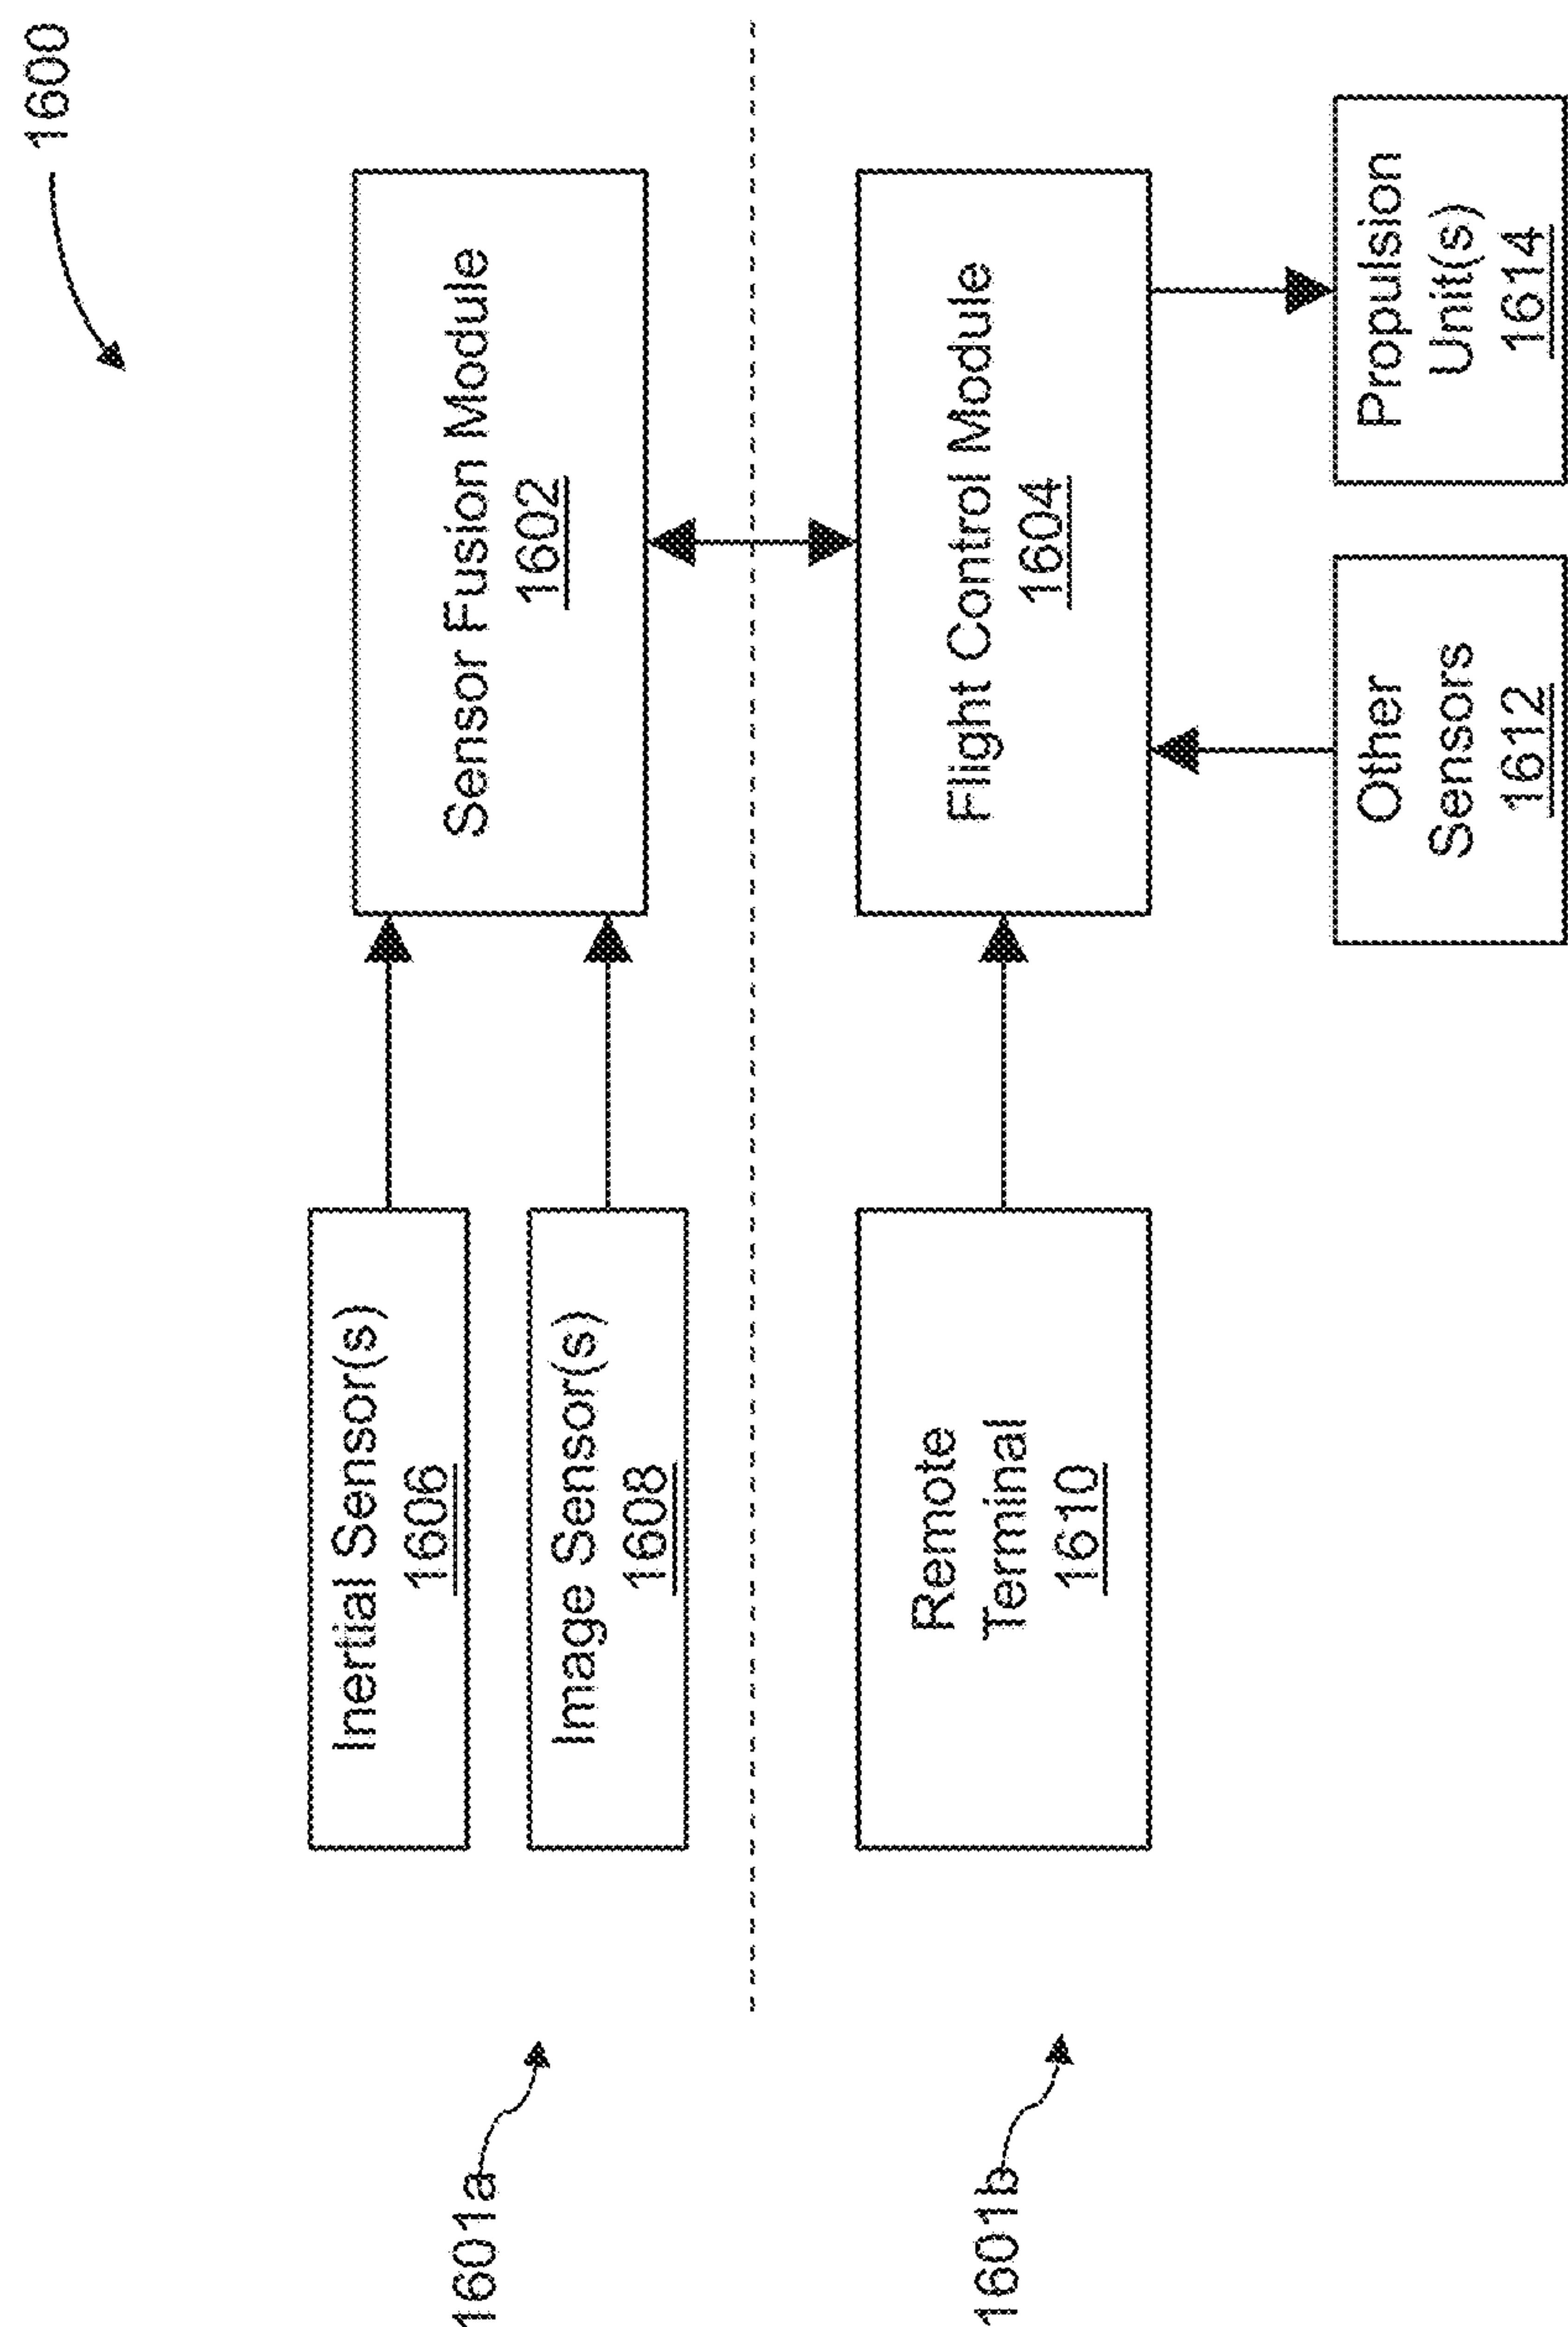 1600
Inertial Sensor(s)
1606
Sensor Fusion Module
1602
Image Sensor(s)
1608
1601a
Remote
Terminal
1610
Flight Control Module
1604
1601b
Other
Sensors
1612
Propulsion
Unit(s)
1614